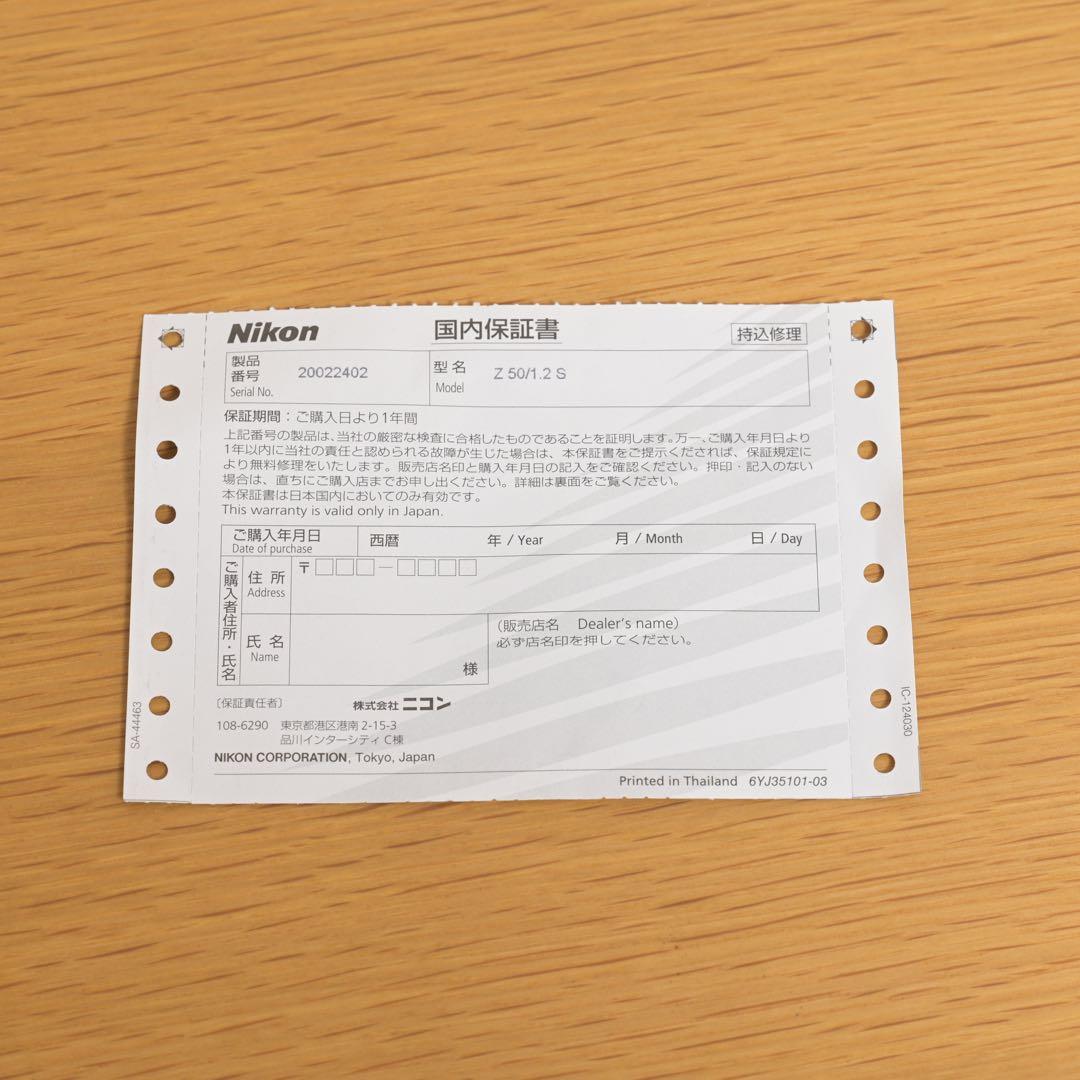 Nikon 国内保証書 持込修理
製品番号 Serial No. 20022402 型名 Model Z 50/1.2 S
保証期間：ご購入日より1年間
上記番号の製品は、当社の厳密な検査に合格したものであることを証明します。万一、ご購入年月日より
1年以内に当社の責任と認められる故障が生じた場合は、本保証書をご提示くだされば、保証規定に
より無料修理をいたします。販売店名印と購入年月日の記入をご確認ください。押印・記入のない
場合は、直ちにご購入店までお申し出ください。詳細は裏面をご覧ください。
本保証書は日本国内においてのみ有効です。
This warranty is valid only in Japan.
ご購入年月日 Date of purchase 西暦 年 / Year 月 / Month 日 / Day
ご購入者住所・氏名
住所 Address 〒□□□－□□□□
氏名 Name 様
（販売店名 Dealer's name）
必ず店名印を押してください。
〔保証責任者〕 株式会社 ニコン
108-6290 東京都港区港南 2-15-3
品川インターシティ C棟
NIKON CORPORATION, Tokyo, Japan
Printed in Thailand 6YJ35101-03
SA-44463
IC-124030